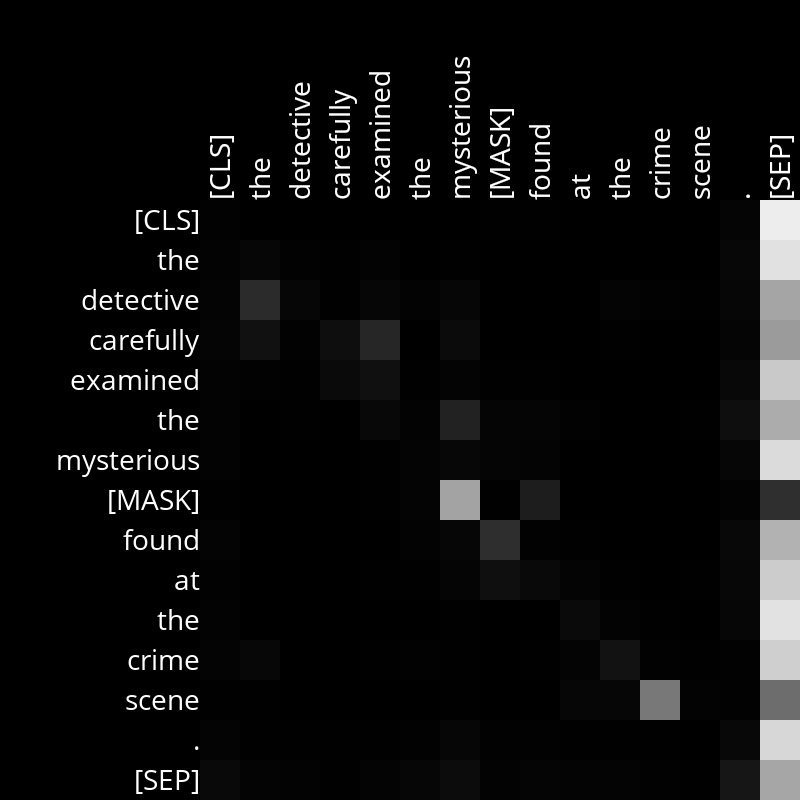 [CLS] the detective carefully examined the mysterious [MASK] found at the crime scene . [SEP]
[CLS]
the
detective
carefully
examined
the
mysterious
[MASK]
found
at
the
crime
scene
.
[SEP]